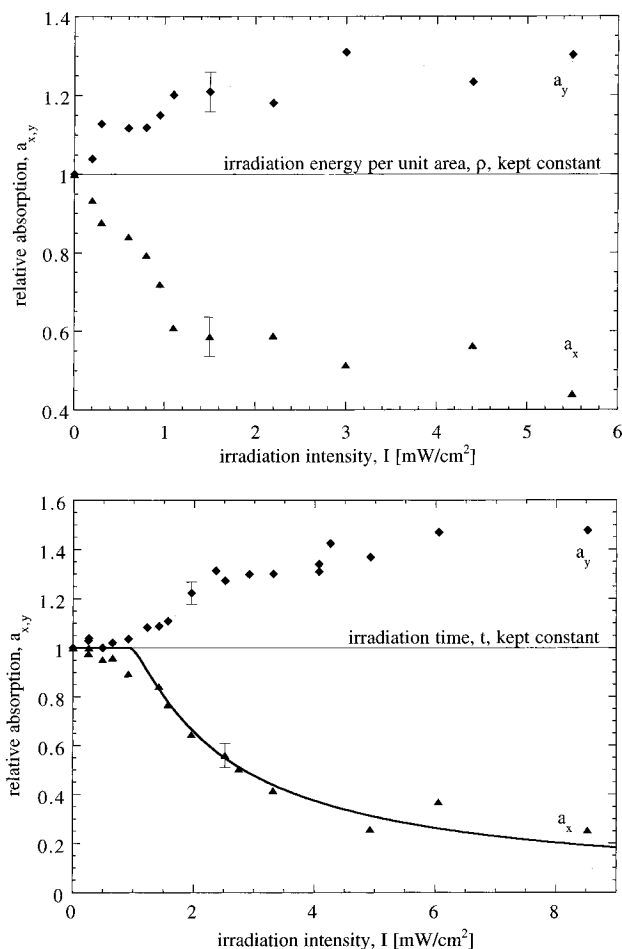 1.4
1.2
1
0.8
0.6
0.4
relative absorption, a_x,y
a_y
irradiation energy per unit area, ρ, kept constant
a_x
0 1 2 3 4 5 6
irradiation intensity, I [mW/cm²]
1.6
1.4
1.2
1
0.8
0.6
0.4
0.2
0
relative absorption, a_x,y
a_y
irradiation time, t, kept constant
a_x
0 2 4 6 8
irradiation intensity, I [mW/cm²]